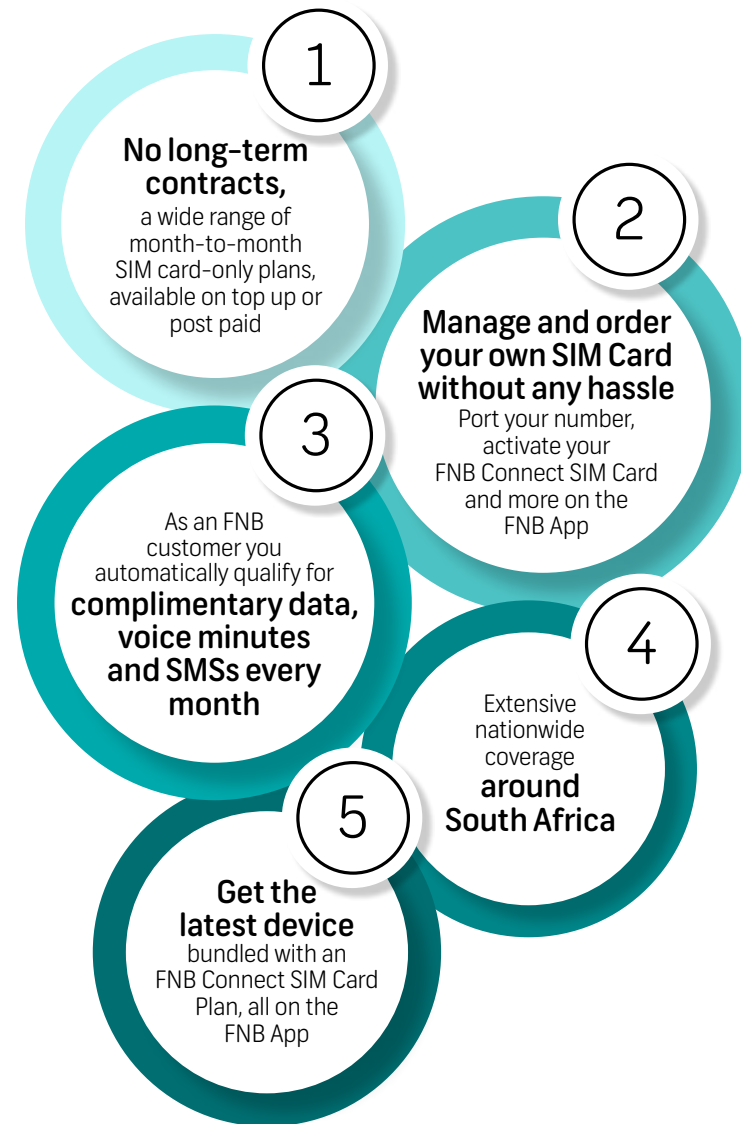 1
No long-term
contracts,
a wide range of
month-to-month
SIM card-only plans,
available on top up or
post paid
2
Manage and order
your own SIM Card
without any hassle
Port your number,
activate your
FNB Connect SIM Card
and more on the
FNB App
3
As an FNB
customer you
automatically qualify for
complimentary data,
voice minutes
and SMSs every
month
4
Extensive
nationwide
coverage
around
South Africa
5
Get the
latest device
bundled with an
FNB Connect SIM Card
Plan, all on the
FNB App